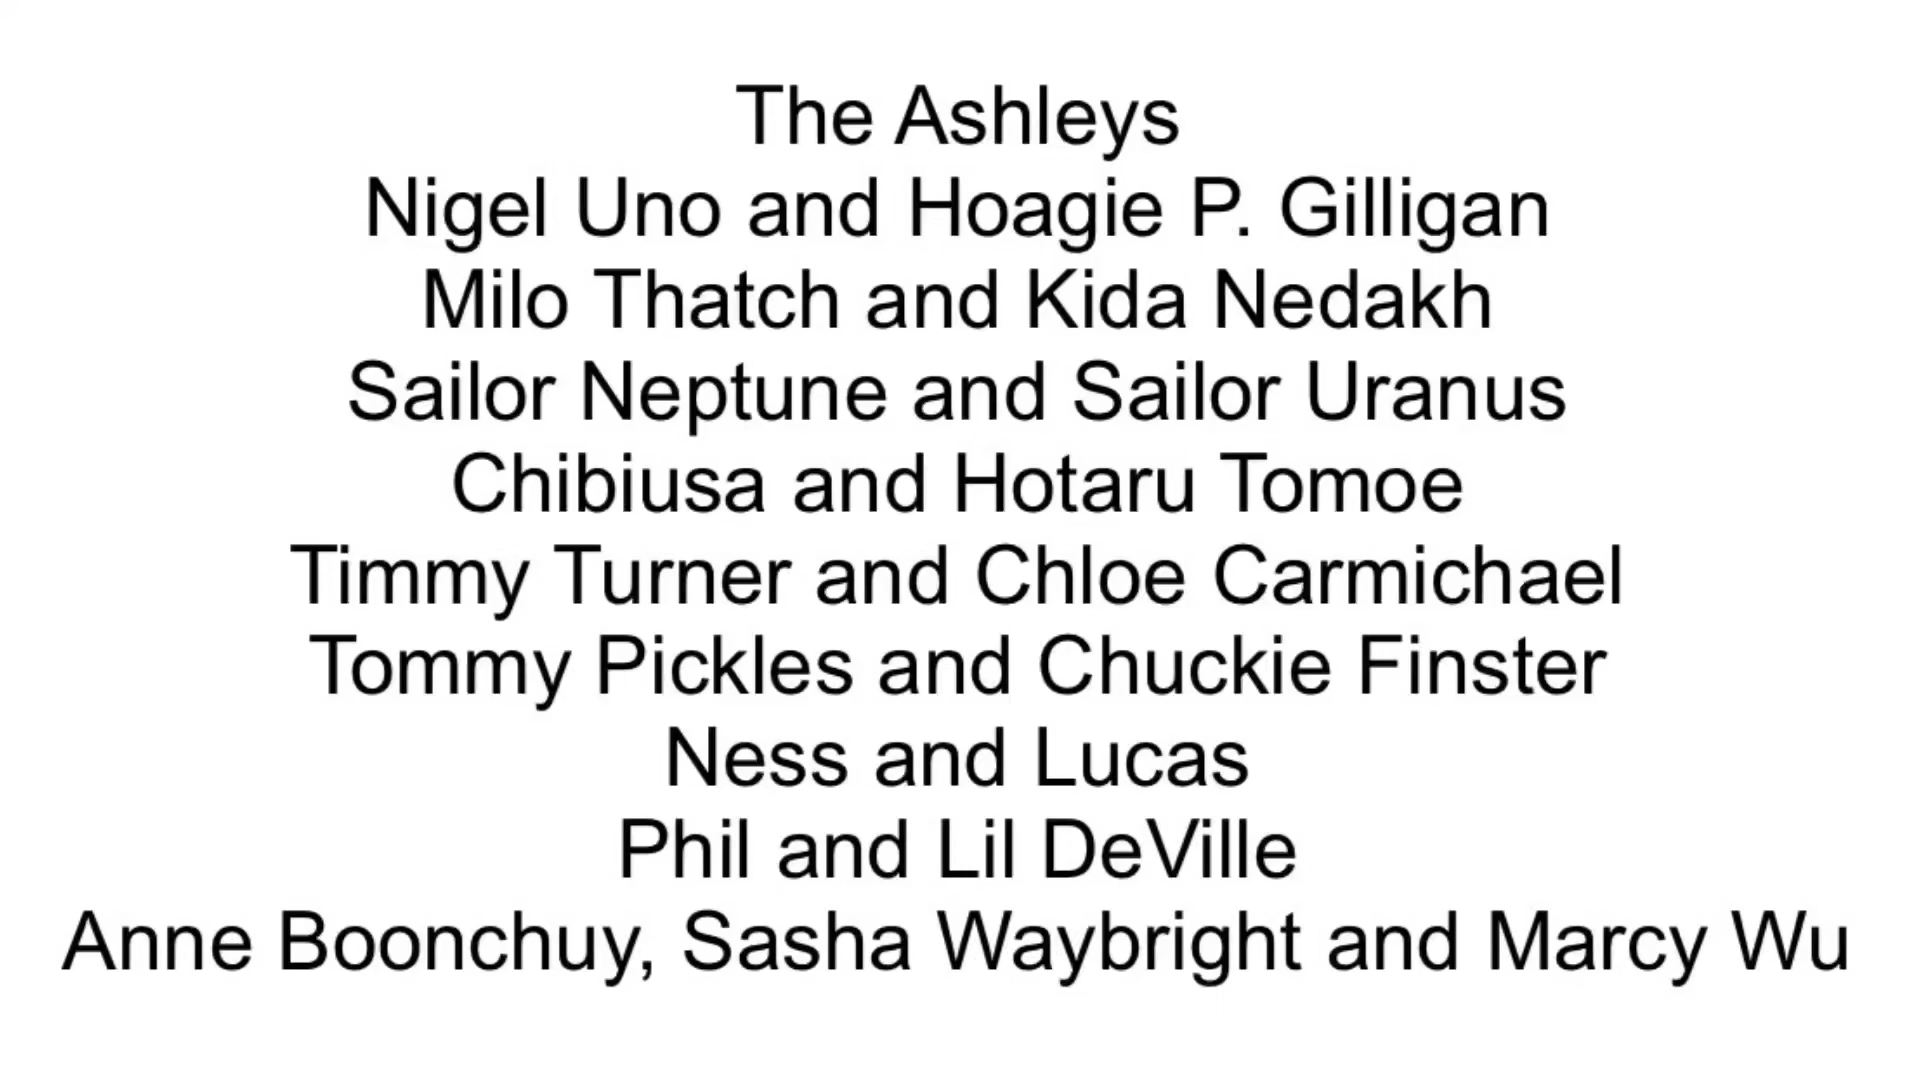 The Ashleys
Nigel Uno and Hoagie P. Gilligan
Milo Thatch and Kida Nedakh
Sailor Neptune and Sailor Uranus
Chibiusa and Hotaru Tomoe
Timmy Turner and Chloe Carmichael
Tommy Pickles and Chuckie Finster
Ness and Lucas
Phil and Lil DeVille
Anne Boonchuy, Sasha Waybright and Marcy Wu